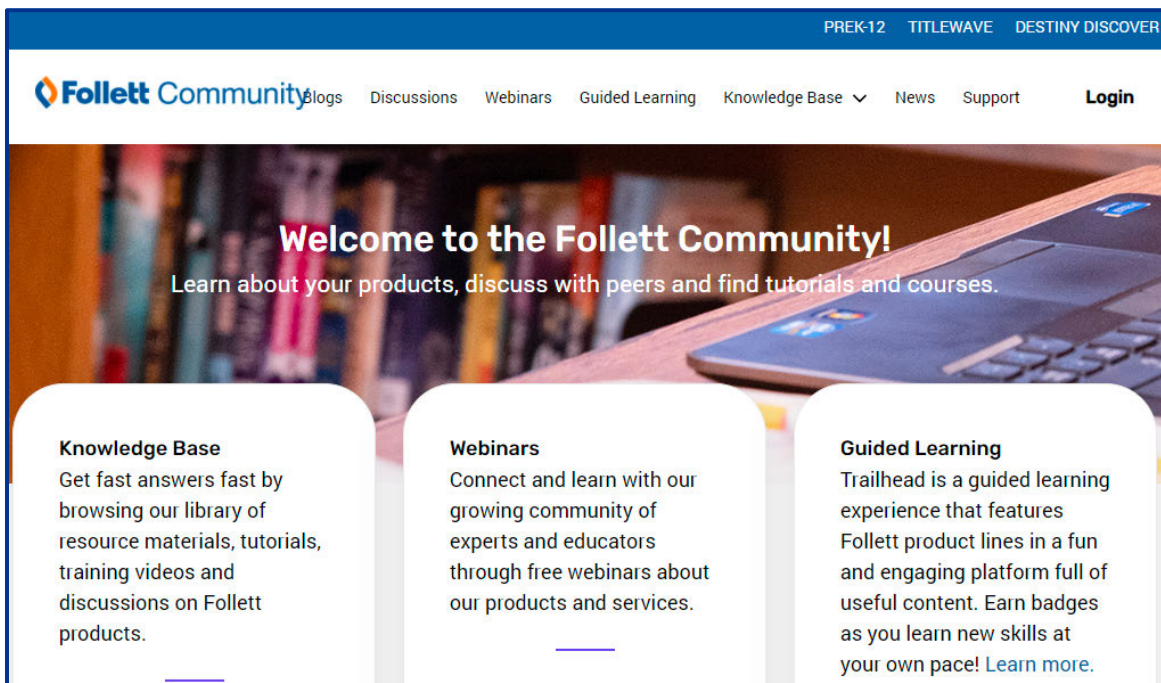 PREK-12 TITLEWAVE DESTINY DISCOVER
Follett Community Blogs Discussions Webinars Guided Learning Knowledge Base News Support Login
Welcome to the Follett Community!
Learn about your products, discuss with peers and find tutorials and courses.
Knowledge Base
Get fast answers fast by
browsing our library of
resource materials, tutorials,
training videos and
discussions on Follett
products.
Webinars
Connect and learn with our
growing community of
experts and educators
through free webinars about
our products and services.
Guided Learning
Trailhead is a guided learning
experience that features
Follett product lines in a fun
and engaging platform full of
useful content. Earn badges
as you learn new skills at
your own pace! Learn more.